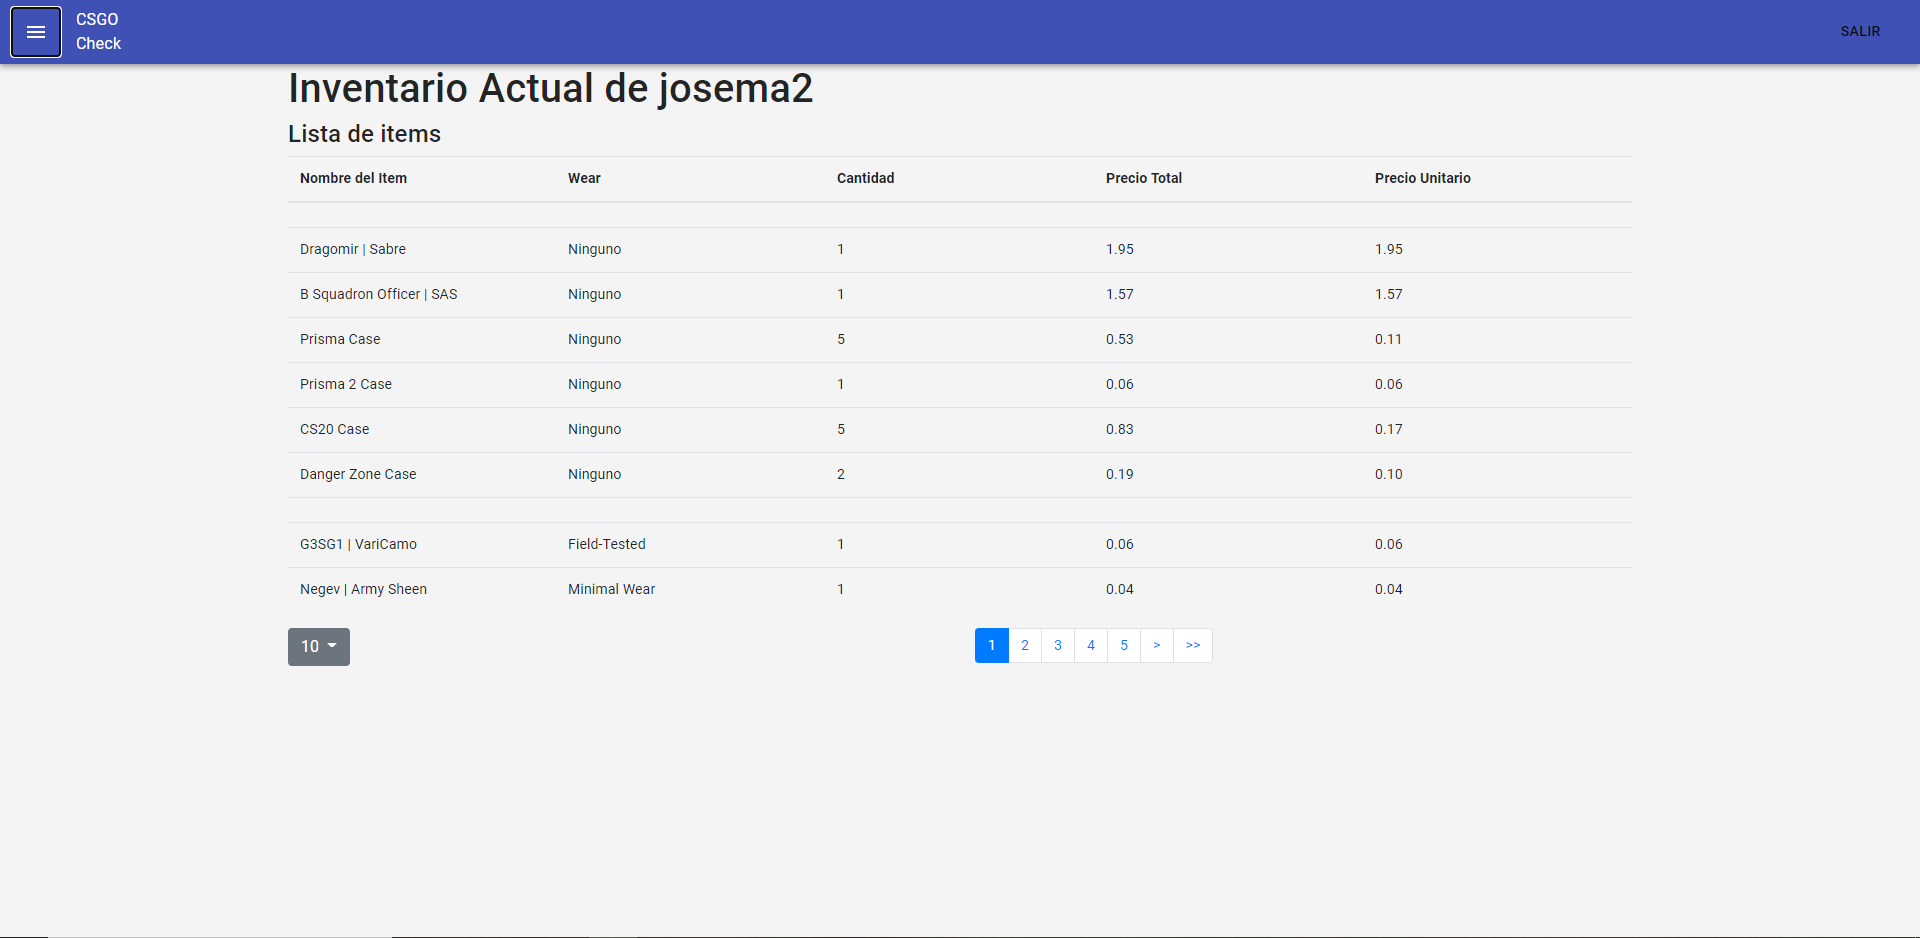 CSGO
Check
SALIR
Inventario Actual de josema2
Lista de items
Nombre del Item Wear Cantidad Precio Total Precio Unitario
Dragomir | Sabre Ninguno 1 1.95 1.95
B Squadron Officer | SAS Ninguno 1 1.57 1.57
Prisma Case Ninguno 5 0.53 0.11
Prisma 2 Case Ninguno 1 0.06 0.06
CS20 Case Ninguno 5 0.83 0.17
Danger Zone Case Ninguno 2 0.19 0.10
G3SG1 | VariCamo Field-Tested 1 0.06 0.06
Negev | Army Sheen Minimal Wear 1 0.04 0.04
10 1 2 3 4 5 > >>